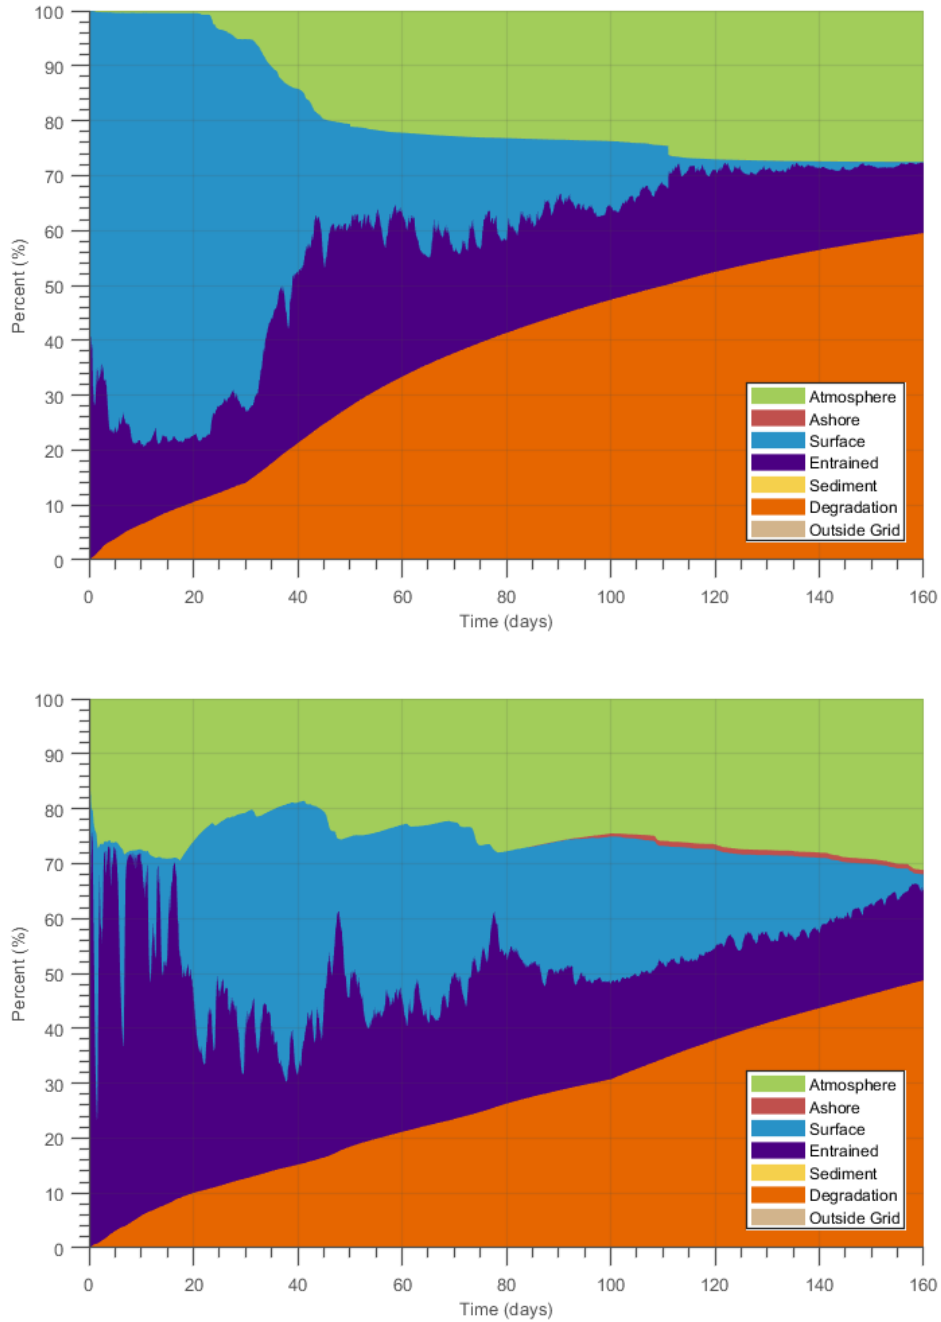 100
90
80
70
60
50
40
30
20
10
0
Percent (%)
Atmosphere
Ashore
Surface
Entrained
Sediment
Degradation
Outside Grid
0 20 40 60 80 100 120 140 160
Time (days)
100
90
80
70
60
50
40
30
20
10
0
Percent (%)
Atmosphere
Ashore
Surface
Entrained
Sediment
Degradation
Outside Grid
0 20 40 60 80 100 120 140 160
Time (days)